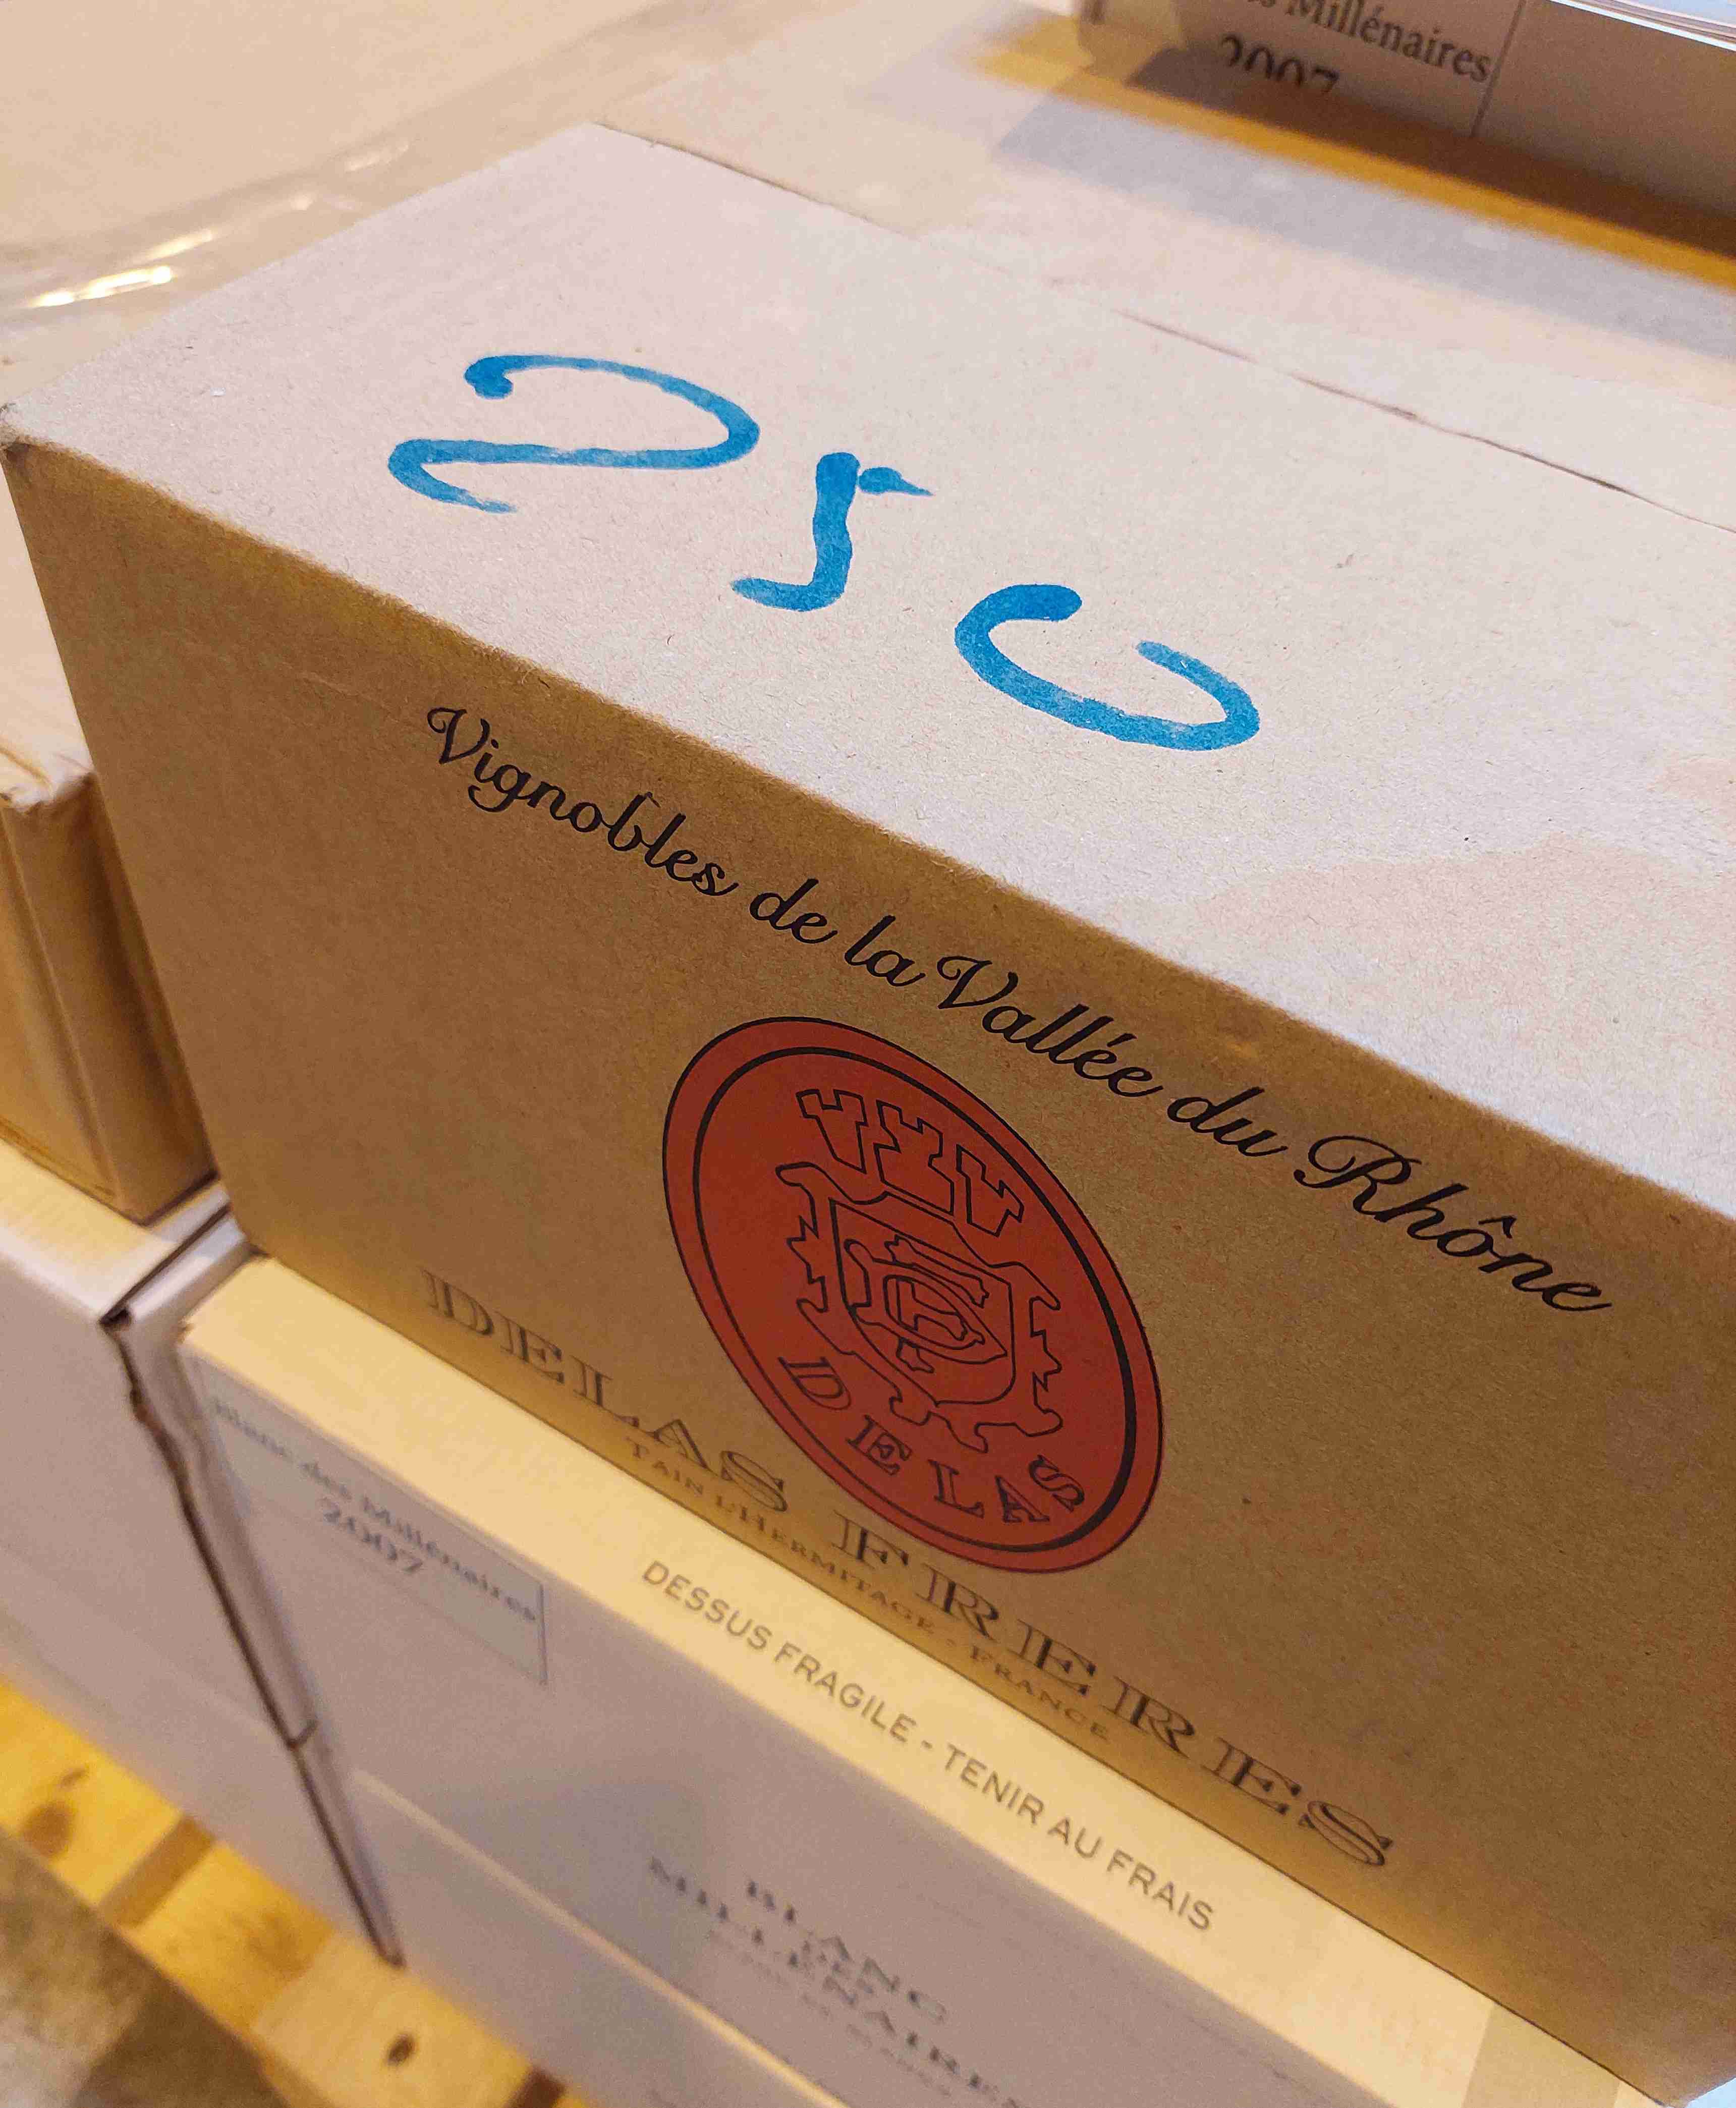 Millénaires
2007
250
Vignobles de la Vallée du Rhône
DELAS
DELAS FRERES
TAIN L'HERMITAGE - FRANCE
Blanc des Millénaires
2007
DESSUS FRAGILE - TENIR AU FRAIS
BLANC
MILLENAIRES